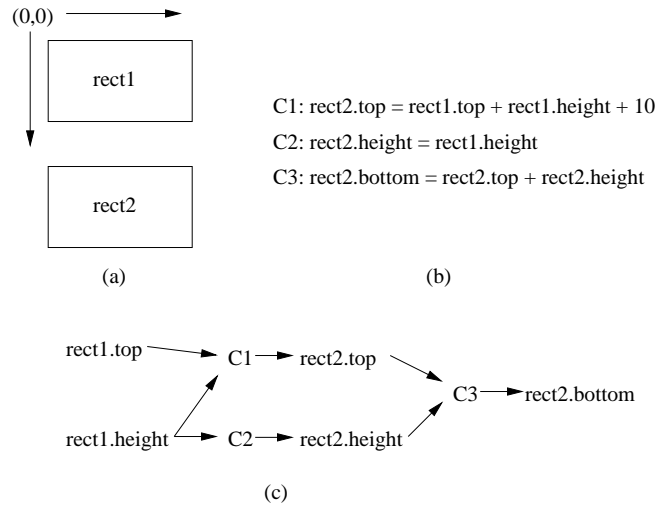 (0,0)
rect1
rect2
(a)
C1: rect2.top = rect1.top + rect1.height + 10
C2: rect2.height = rect1.height
C3: rect2.bottom = rect2.top + rect2.height
(b)
rect1.top
C1
rect2.top
C3
rect2.bottom
rect1.height
C2
rect2.height
(c)